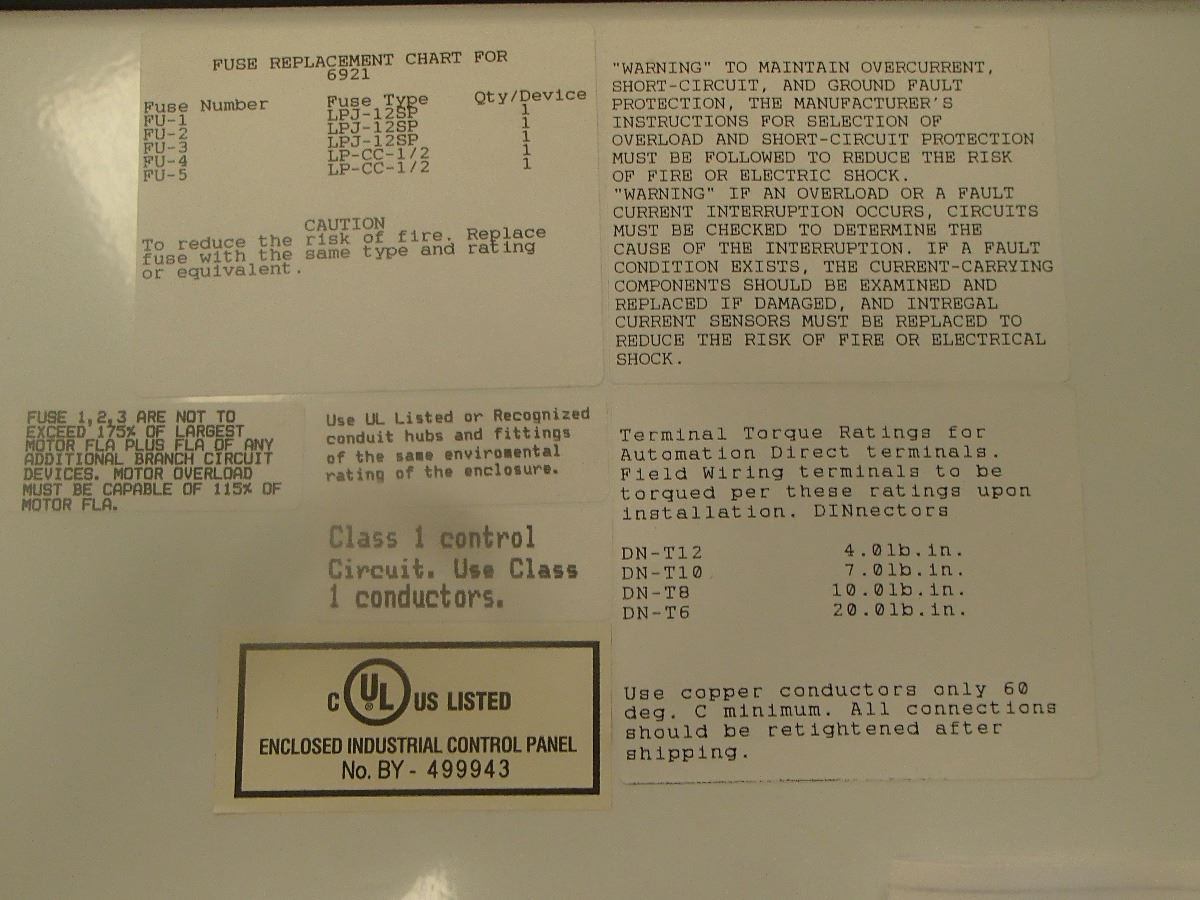 FUSE REPLACEMENT CHART FOR
6921
Fuse Number Fuse Type Qty/Device
FU-1 LPJ-12SP 1
FU-2 LPJ-12SP 1
FU-3 LPJ-12SP 1
FU-4 LP-CC-1/2 1
FU-5 LP-CC-1/2 1
CAUTION
To reduce the risk of fire. Replace
fuse with the same type and rating
or equivalent.
"WARNING" TO MAINTAIN OVERCURRENT,
SHORT-CIRCUIT, AND GROUND FAULT
PROTECTION, THE MANUFACTURER'S
INSTRUCTIONS FOR SELECTION OF
OVERLOAD AND SHORT-CIRCUIT PROTECTION
MUST BE FOLLOWED TO REDUCE THE RISK
OF FIRE OR ELECTRIC SHOCK.
"WARNING" IF AN OVERLOAD OR A FAULT
CURRENT INTERRUPTION OCCURS, CIRCUITS
MUST BE CHECKED TO DETERMINE THE
CAUSE OF THE INTERRUPTION. IF A FAULT
CONDITION EXISTS, THE CURRENT-CARRYING
COMPONENTS SHOULD BE EXAMINED AND
REPLACED IF DAMAGED, AND INTREGAL
CURRENT SENSORS MUST BE REPLACED TO
REDUCE THE RISK OF FIRE OR ELECTRICAL
SHOCK.
FUSE 1,2,3 ARE NOT TO
EXCEED 175% OF LARGEST
MOTOR FLA PLUS FLA OF ANY
ADDITIONAL BRANCH CIRCUIT
DEVICES. MOTOR OVERLOAD
MUST BE CAPABLE OF 115% OF
MOTOR FLA.
Use UL Listed or Recognized
conduit hubs and fittings
of the same enviromental
rating of the enclosure.
Class 1 control
Circuit. Use Class
1 conductors.
C UL ® US LISTED
ENCLOSED INDUSTRIAL CONTROL PANEL
No. BY - 499943
Terminal Torque Ratings for
Automation Direct terminals.
Field Wiring terminals to be
torqued per these ratings upon
installation. DINnectors
DN-T12 4.0lb.in.
DN-T10 7.0lb.in.
DN-T8 10.0lb.in.
DN-T6 20.0lb.in.
Use copper conductors only 60
deg. C minimum. All connections
should be retightened after
shipping.